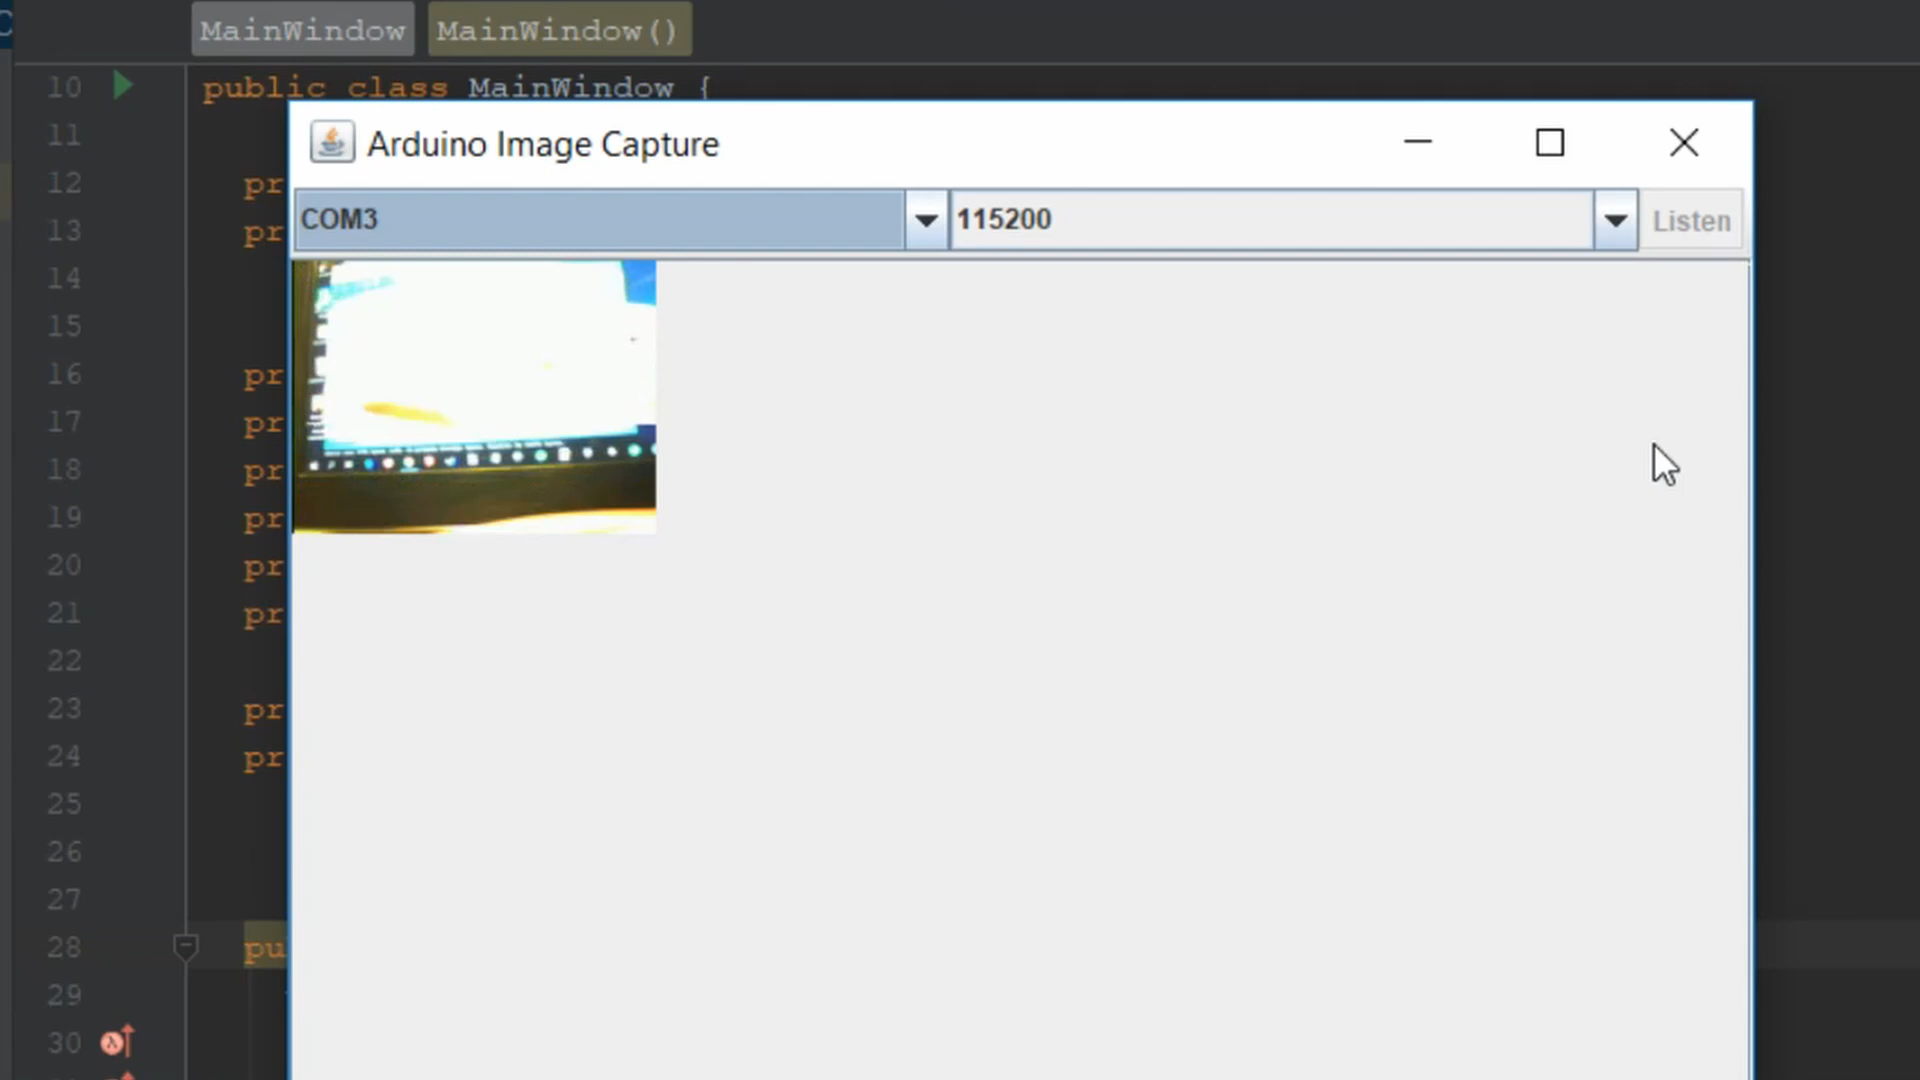 MainWindow MainWindow()
10 public class MainWindow {
Arduino Image Capture
11
12 pr
COM3 115200 Listen
13 pr
14
15
16 pr
17 pr
18 pr
19 pr
20 pr
21 pr
22
23 pr
24 pr
25
26
27
28 pu
29
30